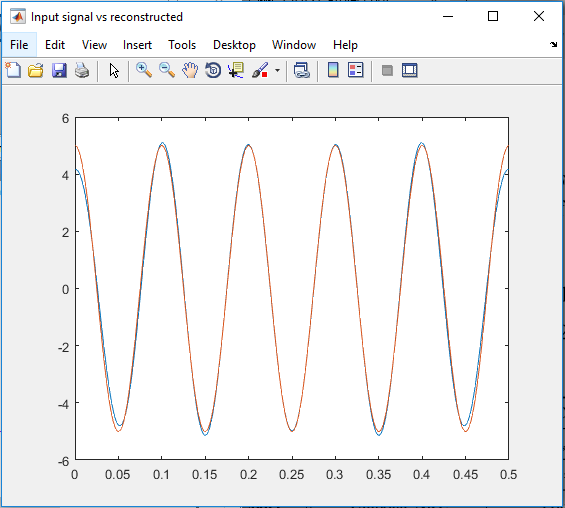 Input signal vs reconstructed
File Edit View Insert Tools Desktop Window Help
6
4
2
0
-2
-4
-6
0 0.05 0.1 0.15 0.2 0.25 0.3 0.35 0.4 0.45 0.5